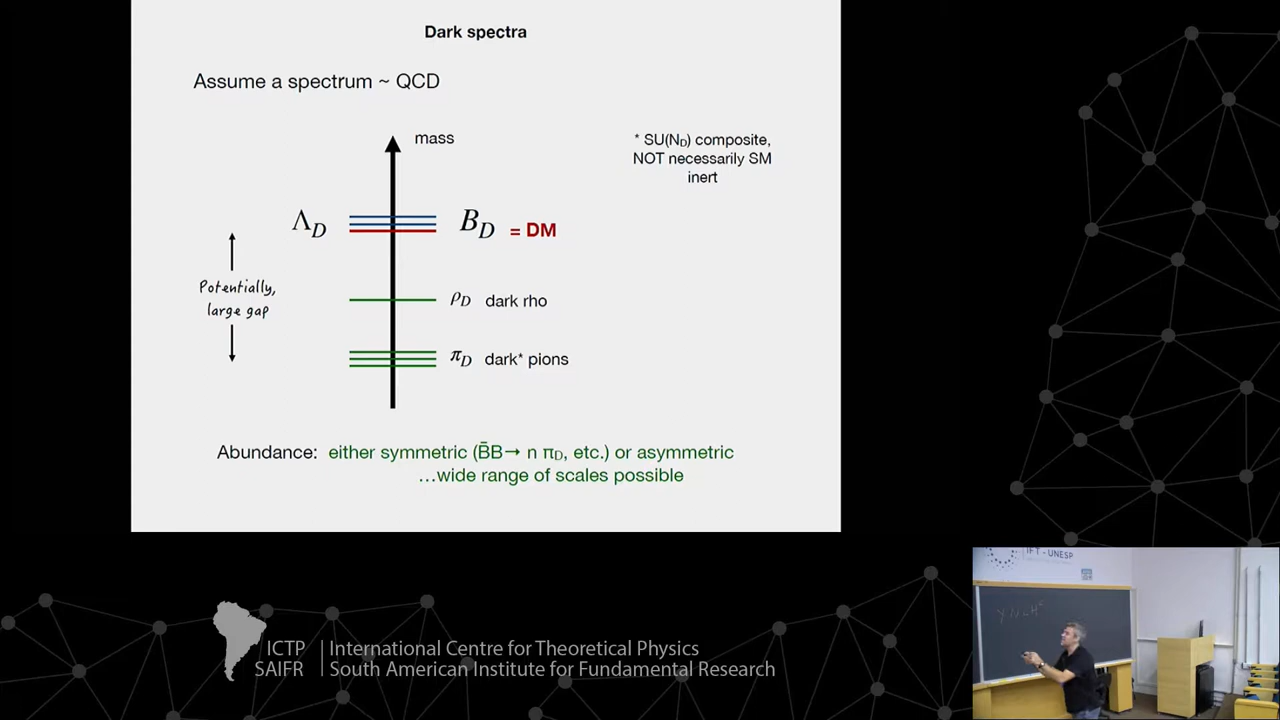 Dark spectra
Assume a spectrum ~ QCD
mass
* SU(N_D) composite,
NOT necessarily SM
inert
Λ_D
B_D = DM
Potentially,
large gap
ρ_D dark rho
π_D dark* pions
Abundance: either symmetric (B̄B→ n π_D, etc.) or asymmetric
…wide range of scales possible
IFT - UNESP
ICTP
SAIFR
International Centre for Theoretical Physics
South American Institute for Fundamental Research